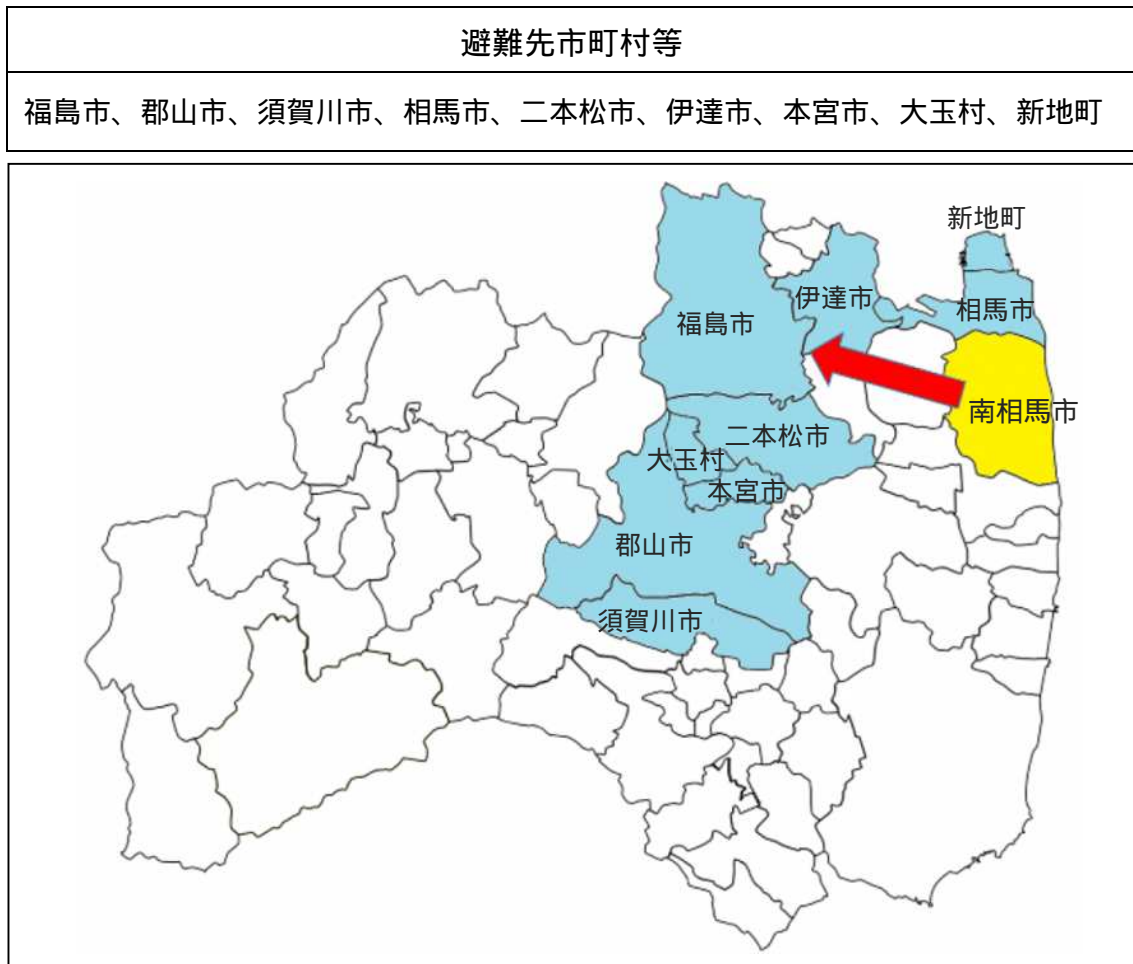 避難先市町村等
福島市、郡山市、須賀川市、相馬市、二本松市、伊達市、本宮市、大玉村、新地町
新地町
伊達市
相馬市
福島市
南相馬市
二本松市
大玉村
本宮市
郡山市
須賀川市